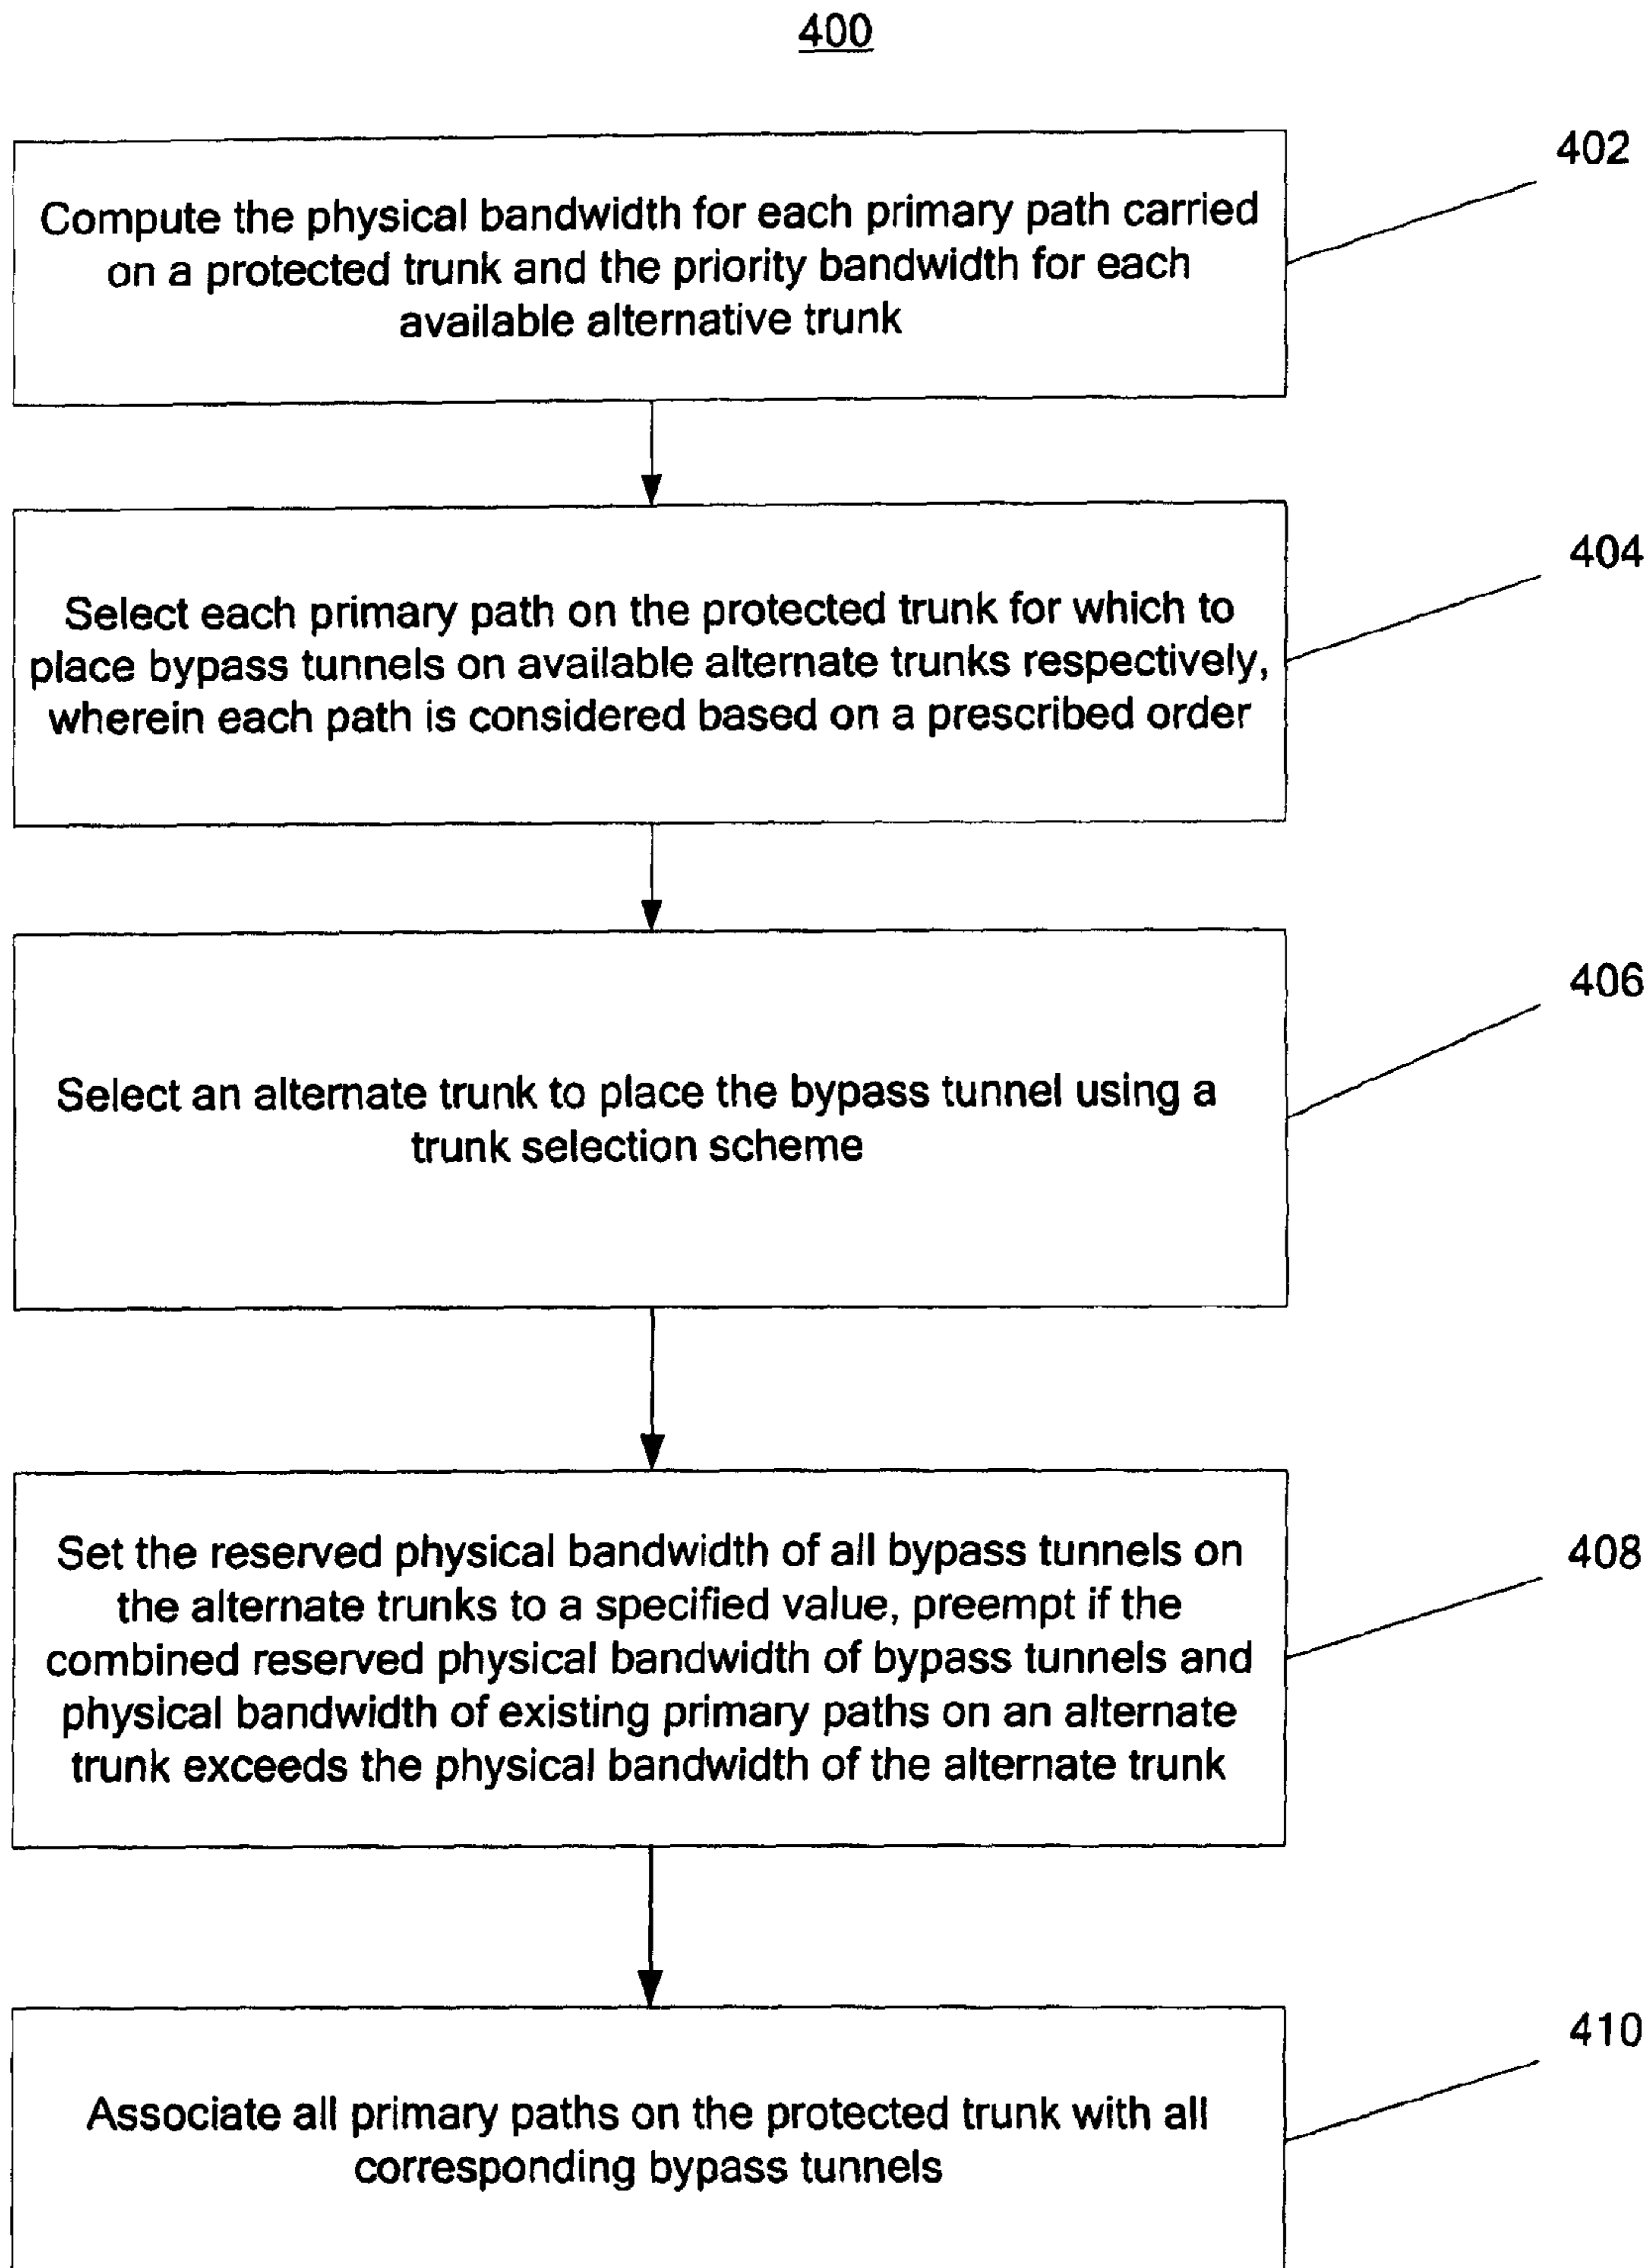 400
402
Compute the physical bandwidth for each primary path carried
on a protected trunk and the priority bandwidth for each
available alternative trunk
404
Select each primary path on the protected trunk for which to
place bypass tunnels on available alternate trunks respectively,
wherein each path is considered based on a prescribed order
406
Select an alternate trunk to place the bypass tunnel using a
trunk selection scheme
408
Set the reserved physical bandwidth of all bypass tunnels on
the alternate trunks to a specified value, preempt if the
combined reserved physical bandwidth of bypass tunnels and
physical bandwidth of existing primary paths on an alternate
trunk exceeds the physical bandwidth of the alternate trunk
410
Associate all primary paths on the protected trunk with all
corresponding bypass tunnels